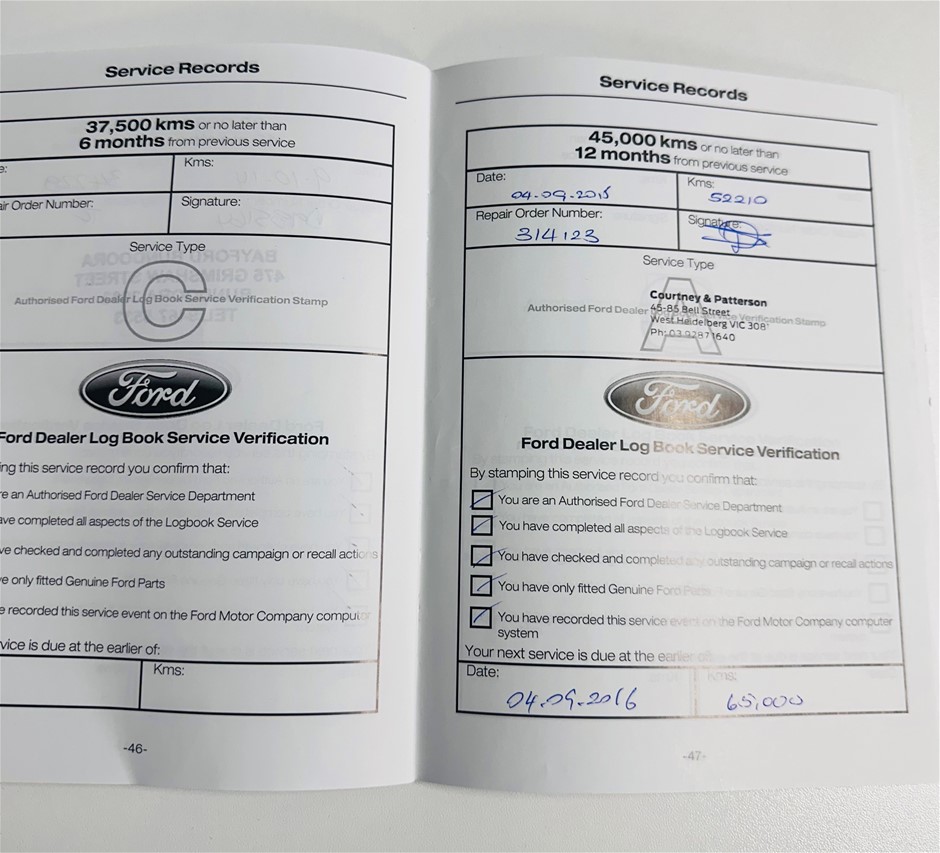 Service Records
37,500 kms or no later than
6 months from previous service
e:
Kms:
air Order Number:
Signature:
Service Type
C
Authorised Ford Dealer Log Book Service Verification Stamp
Ford
Ford Dealer Log Book Service Verification
ing this service record you confirm that:
re an Authorised Ford Dealer Service Department
ave completed all aspects of the Logbook Service
ve checked and completed any outstanding campaign or recall actions
ve only fitted Genuine Ford Parts
e recorded this service event on the Ford Motor Company computer
vice is due at the earlier of:
Kms:
-46-
Service Records
45,000 kms or no later than
12 months from previous service
Date:
04.09.2015
Kms:
52210
Repair Order Number:
314123
Signature:
Service Type
A
Authorised Ford Dealer Service Verification Stamp
Courtney & Patterson
45-85 Bell Street
West Heidelberg VIC 308
Ph: 03 92871640
Ford
Ford Dealer Log Book Service Verification
By stamping this service record you confirm that:
You are an Authorised Ford Dealer Service Department
You have completed all aspects of the Logbook Service
You have checked and completed any outstanding campaign or recall actions
You have only fitted Genuine Ford Parts
You have recorded this service event on the Ford Motor Company computer
system
Your next service is due at the earlier of:
Date:
04.09.2016
Kms:
65,000
-47-